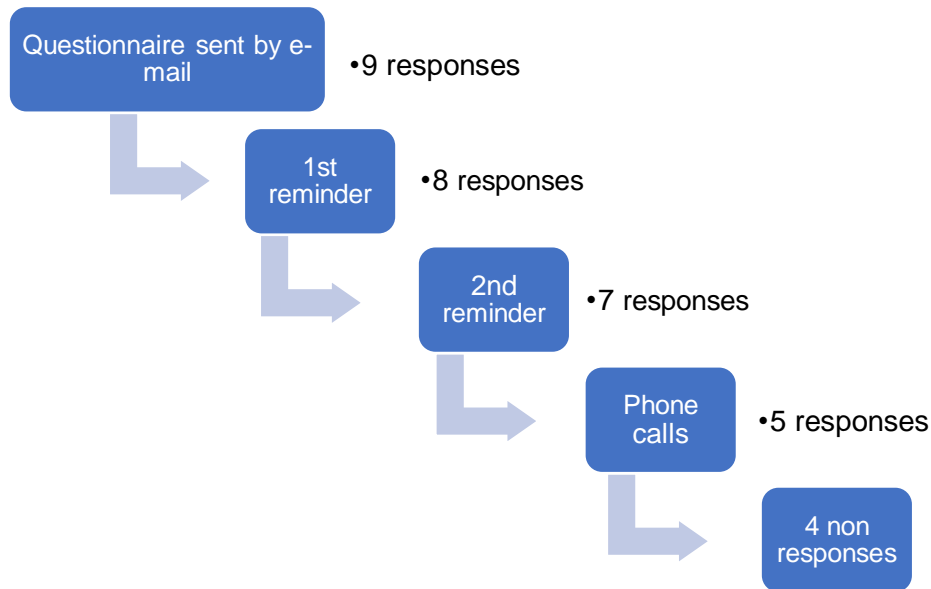 Questionnaire sent by e-
mail
•9 responses
1st
reminder
•8 responses
2nd
reminder
•7 responses
Phone
calls
•5 responses
4 non
responses